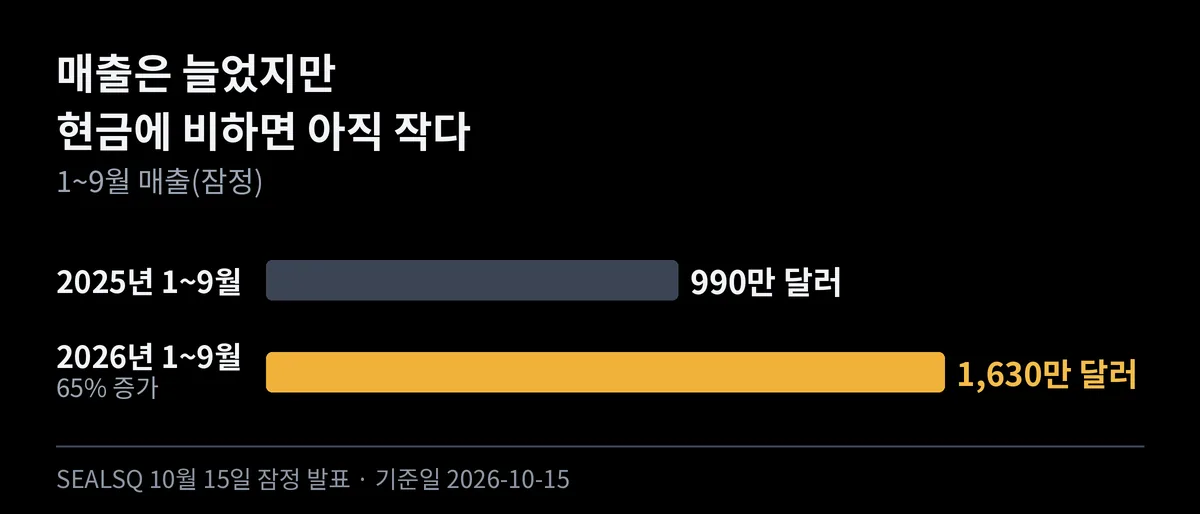 매출은 늘었지만
현금에 비하면 아직 작다
1~9월 매출(잠정)
2025년 1~9월
990만 달러
2026년 1~9월
65% 증가
1,630만 달러
SEALSQ 10월 15일 잠정 발표 · 기준일 2026-10-15